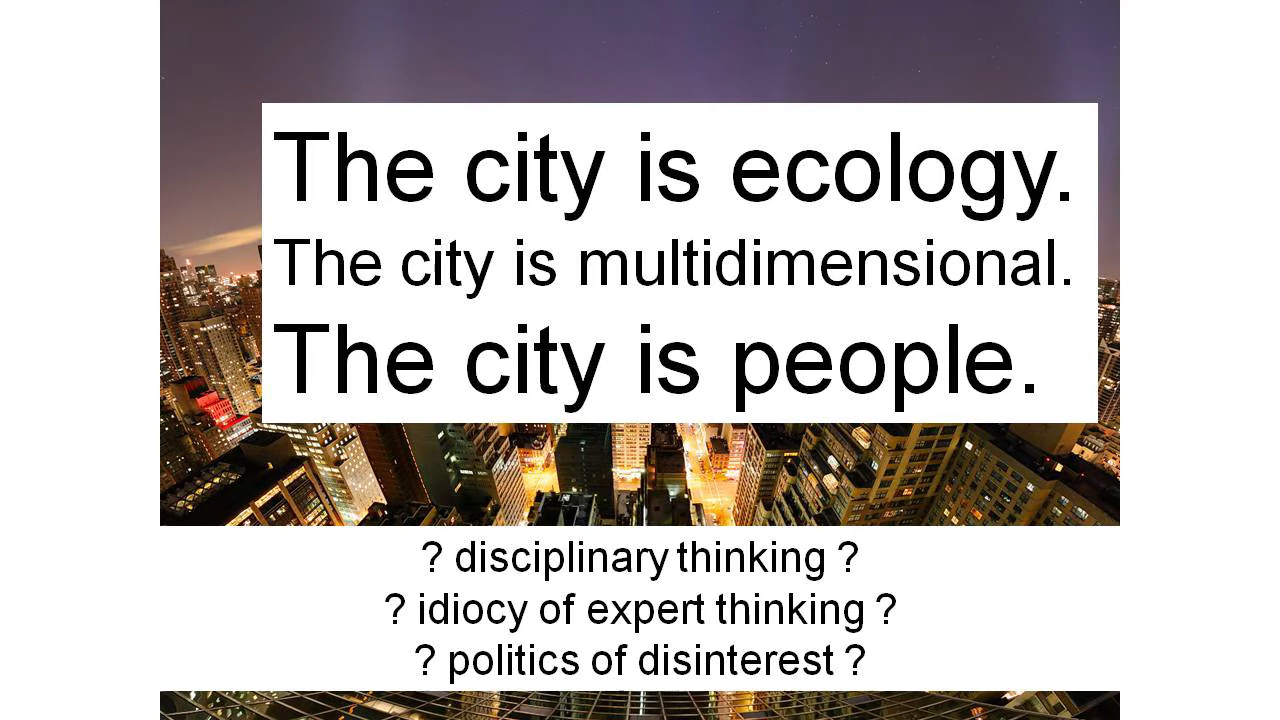 The city is ecology.
The city is multidimensional.
The city is people.
? disciplinary thinking ?
? idiocy of expert thinking ?
? politics of disinterest ?